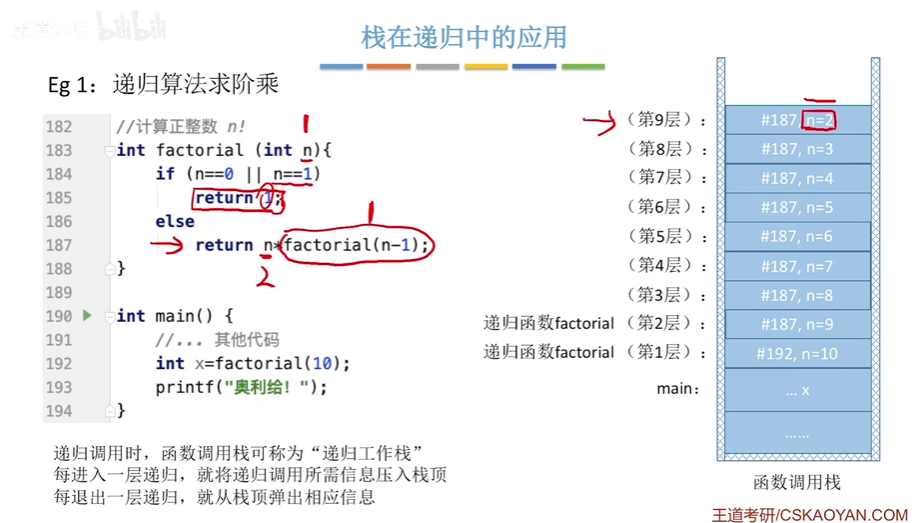 王道考研 bilibili
栈在递归中的应用
Eg 1：递归算法求阶乘
182 //计算正整数 n!
1
183 int factorial (int n){
184 if (n==0 || n==1)
185 return 1;
186 else
187 return n*factorial(n-1);
1
2
188 }
189
190 int main() {
191 //... 其他代码
192 int x=factorial(10);
193 printf("奥利给！");
194 }
递归调用时，函数调用栈可称为“递归工作栈”
每进入一层递归，就将递归调用所需信息压入栈顶
每退出一层递归，就从栈顶弹出相应信息
（第9层）： #187, n=2
（第8层）： #187, n=3
（第7层）： #187, n=4
（第6层）： #187, n=5
（第5层）： #187, n=6
（第4层）： #187, n=7
（第3层）： #187, n=8
递归函数factorial （第2层）： #187, n=9
递归函数factorial （第1层）： #192, n=10
main： ... x
......
函数调用栈
王道考研/CSKAOYAN.COM